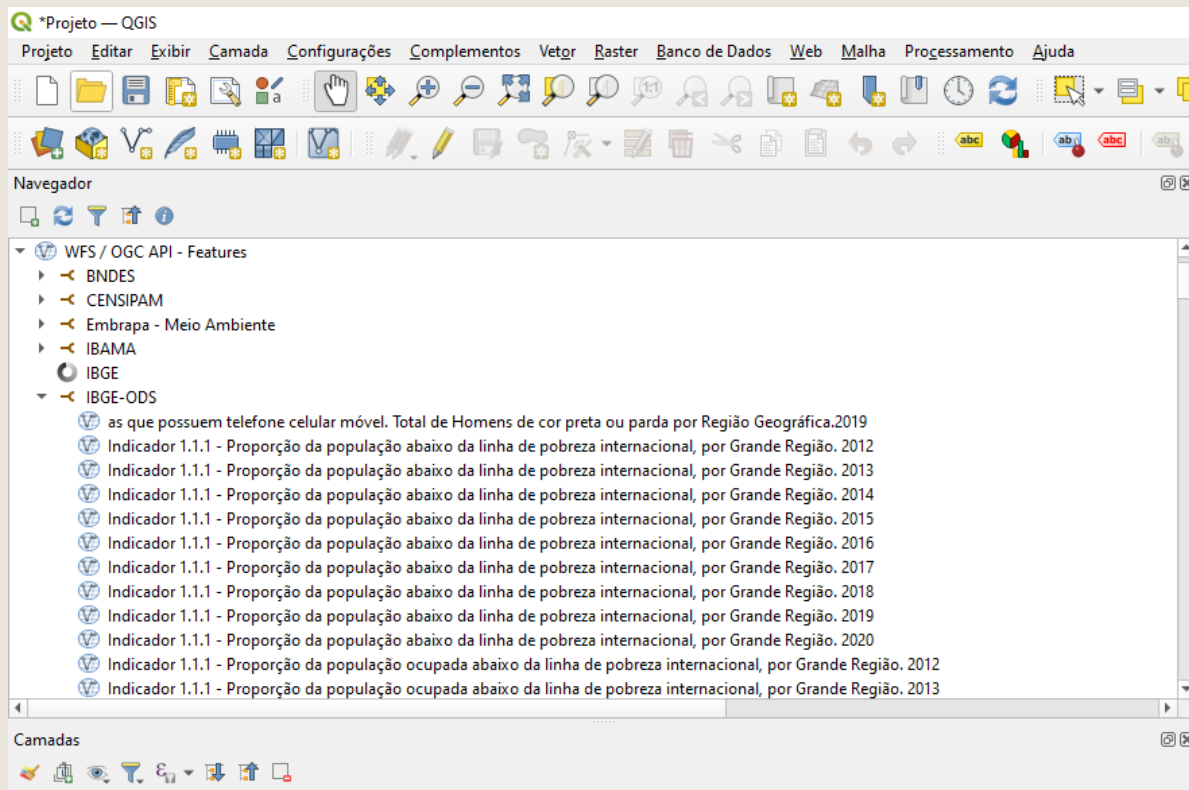 *Projeto — QGIS
Projeto Editar Exibir Camada Configurações Complementos Vetor Raster Banco de Dados Web Malha Processamento Ajuda
1:1
a
abc ab abc ab
Navegador
WFS / OGC API - Features
BNDES
CENSIPAM
Embrapa - Meio Ambiente
IBAMA
IBGE
IBGE-ODS
as que possuem telefone celular móvel. Total de Homens de cor preta ou parda por Região Geográfica.2019
Indicador 1.1.1 - Proporção da população abaixo da linha de pobreza internacional, por Grande Região. 2012
Indicador 1.1.1 - Proporção da população abaixo da linha de pobreza internacional, por Grande Região. 2013
Indicador 1.1.1 - Proporção da população abaixo da linha de pobreza internacional, por Grande Região. 2014
Indicador 1.1.1 - Proporção da população abaixo da linha de pobreza internacional, por Grande Região. 2015
Indicador 1.1.1 - Proporção da população abaixo da linha de pobreza internacional, por Grande Região. 2016
Indicador 1.1.1 - Proporção da população abaixo da linha de pobreza internacional, por Grande Região. 2017
Indicador 1.1.1 - Proporção da população abaixo da linha de pobreza internacional, por Grande Região. 2018
Indicador 1.1.1 - Proporção da população abaixo da linha de pobreza internacional, por Grande Região. 2019
Indicador 1.1.1 - Proporção da população abaixo da linha de pobreza internacional, por Grande Região. 2020
Indicador 1.1.1 - Proporção da população ocupada abaixo da linha de pobreza internacional, por Grande Região. 2012
Indicador 1.1.1 - Proporção da população ocupada abaixo da linha de pobreza internacional, por Grande Região. 2013
Camadas